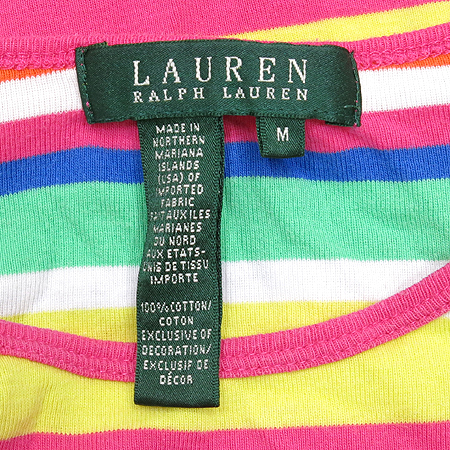 LAUREN
RALPH LAUREN
M
MADE IN
NORTHERN
MARIANA
ISLANDS
(USA) OF
IMPORTED
FABRIC
FAIT AUX ILES
MARIANES
DU NORD
AUX ETATS-
UNIS DE TISSU
IMPORTE
100% COTTON/
COTON
EXCLUSIVE OF
DECORATION/
EXCLUSIF DE
DÉCOR